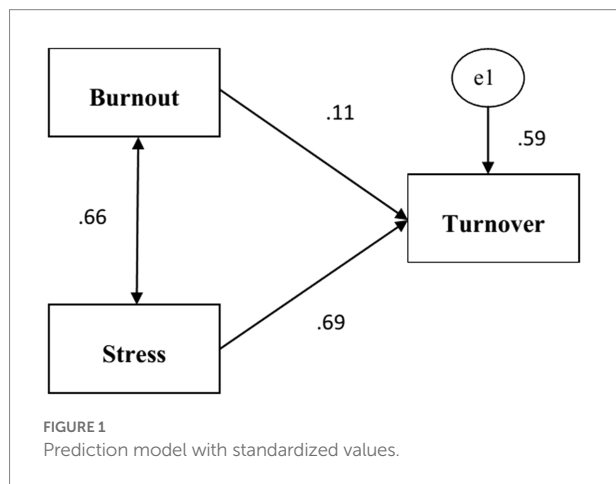 Burnout
e1
.11
.59
.66
Turnover
Stress
.69
FIGURE 1
Prediction model with standardized values.